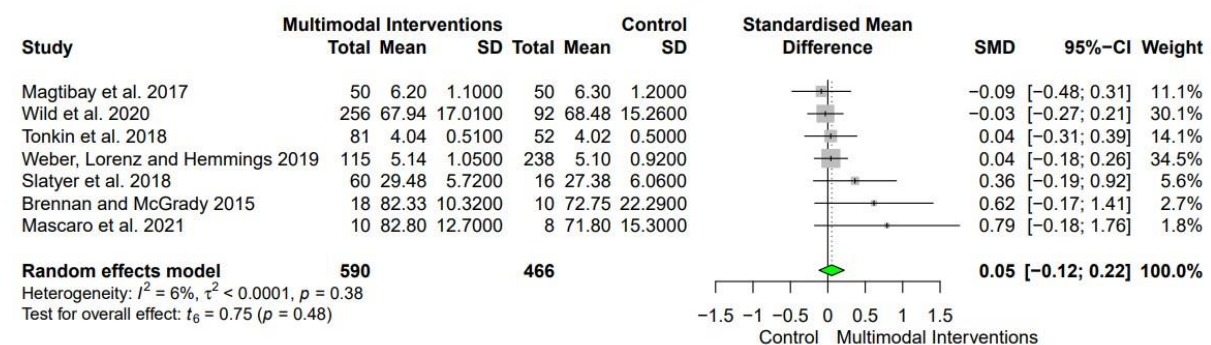 Multimodal Interventions Control Standardised Mean
Study Total Mean SD Total Mean SD Difference SMD 95%−CI Weight
Magtibay et al. 2017 50 6.20 1.1000 50 6.30 1.2000 −0.09 [−0.48; 0.31] 11.1%
Wild et al. 2020 256 67.94 17.0100 92 68.48 15.2600 −0.03 [−0.27; 0.21] 30.1%
Tonkin et al. 2018 81 4.04 0.5100 52 4.02 0.5000 0.04 [−0.31; 0.39] 14.1%
Weber, Lorenz and Hemmings 2019 115 5.14 1.0500 238 5.10 0.9200 0.04 [−0.18; 0.26] 34.5%
Slatyer et al. 2018 60 29.48 5.7200 16 27.38 6.0600 0.36 [−0.19; 0.92] 5.6%
Brennan and McGrady 2015 18 82.33 10.3200 10 72.75 22.2900 0.62 [−0.17; 1.41] 2.7%
Mascaro et al. 2021 10 82.80 12.7000 8 71.80 15.3000 0.79 [−0.18; 1.76] 1.8%
Random effects model 590 466 0.05 [−0.12; 0.22] 100.0%
Heterogeneity: I² = 6%, τ² < 0.0001, p = 0.38
Test for overall effect: t₆ = 0.75 (p = 0.48)
−1.5 −1 −0.5 0 0.5 1 1.5
Control Multimodal Interventions